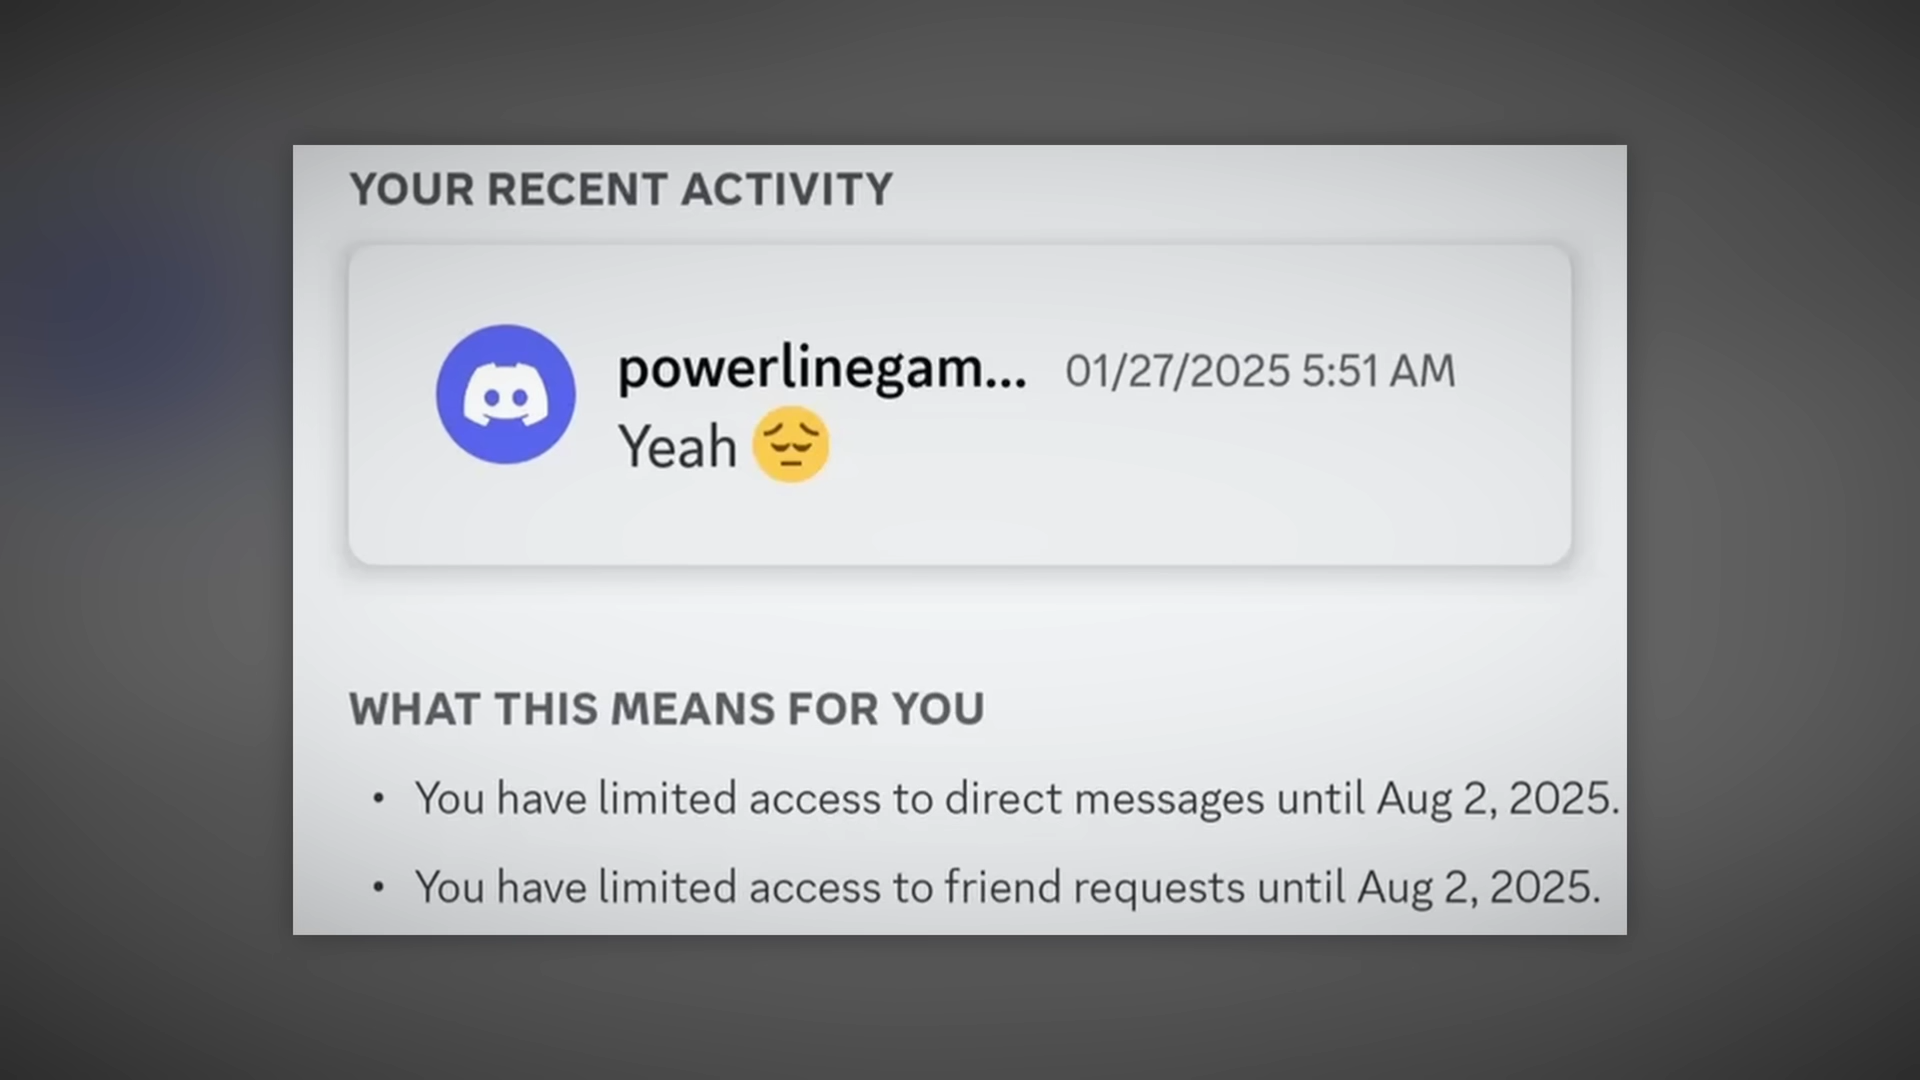 YOUR RECENT ACTIVITY
powerlinegam... 01/27/2025 5:51 AM
Yeah 😔
WHAT THIS MEANS FOR YOU
• You have limited access to direct messages until Aug 2, 2025.
• You have limited access to friend requests until Aug 2, 2025.